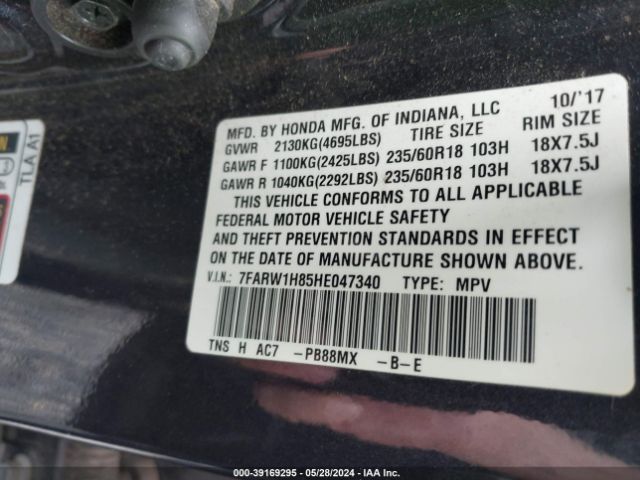 MFD. BY HONDA MFG. OF INDIANA, LLC 10/'17
GVWR 2130KG(4695LBS) TIRE SIZE RIM SIZE
GAWR F 1100KG(2425LBS) 235/60R18 103H 18X7.5J
GAWR R 1040KG(2292LBS) 235/60R18 103H 18X7.5J
THIS VEHICLE CONFORMS TO ALL APPLICABLE
FEDERAL MOTOR VEHICLE SAFETY
AND THEFT PREVENTION STANDARDS IN EFFECT
ON THE DATE OF MANUFACTURE SHOWN ABOVE.
V.I.N.: 7FARW1H85HE047340 TYPE: MPV
TNS H AC7 -PB88MX -B-E
TLA A1
000-39169295 - 05/28/2024 - IAA Inc.